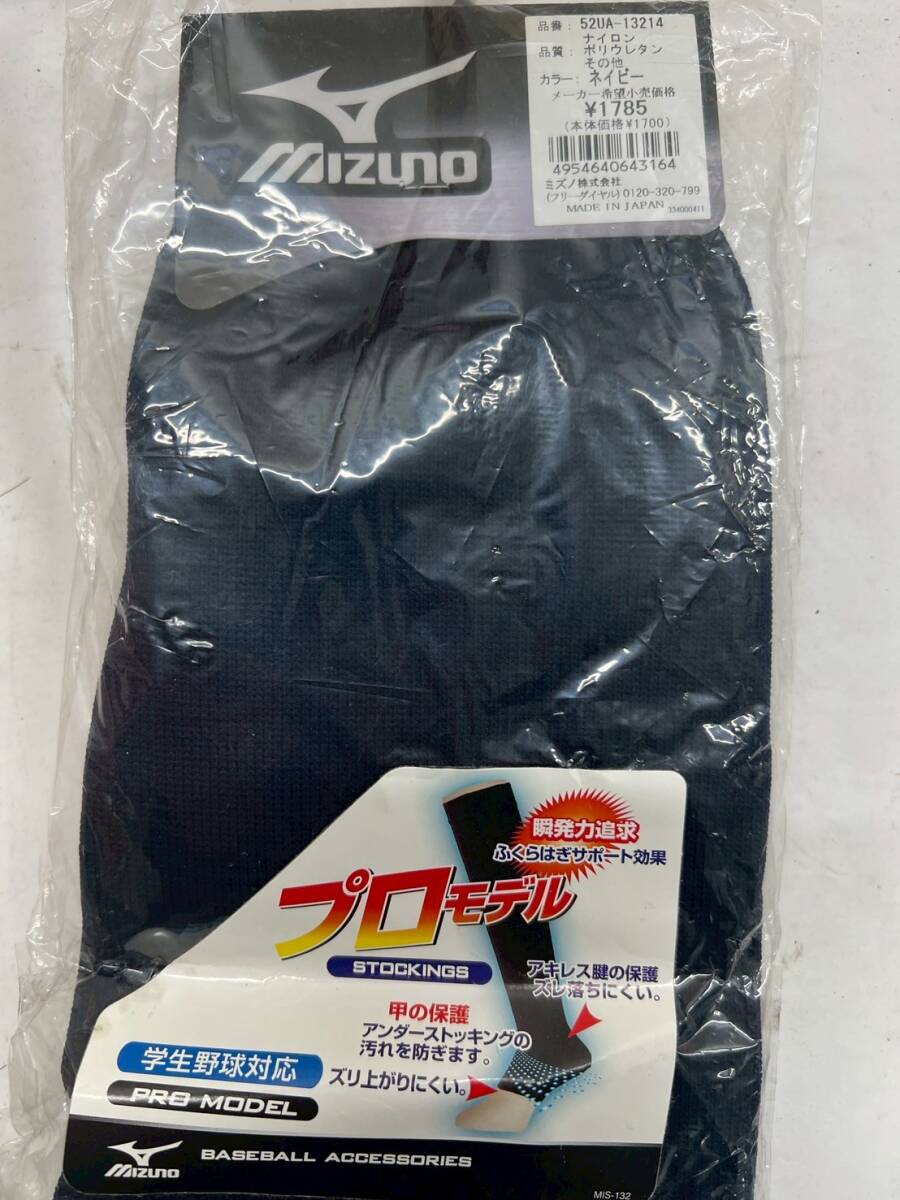 MIZUNO
品番: 52UA-13214
ナイロン
品質: ポリウレタン
その他
カラー: ネイビー
メーカー希望小売価格
¥1785
(本体価格¥1700)
4954640643164
ミズノ株式会社
(フリーダイヤル) 0120-320-799
MADE IN JAPAN 334000411
瞬発力追求
ふくらはぎサポート効果
プロモデル
STOCKINGS
アキレス腱の保護
ズレ落ちにくい。
甲の保護
アンダーストッキングの
汚れを防ぎます。
ズリ上がりにくい。
学生野球対応
PRO MODEL
MIZUNO
BASEBALL ACCESSORIES
MIS-132